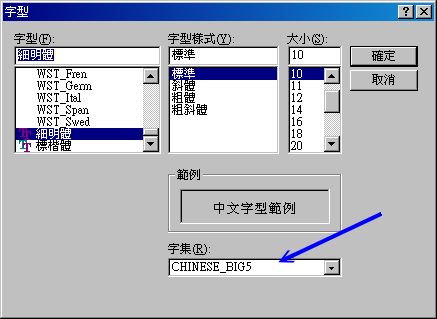 字型
字型(F):
細明體
WST_Fren
WST_Germ
WST_Ital
WST_Span
WST_Swed
細明體
標楷體
字型樣式(Y):
標準
標準
斜體
粗體
粗斜體
大小(S):
10
10
11
12
14
16
18
20
確定
取消
範例
中文字型範例
字集(R):
CHINESE_BIG5